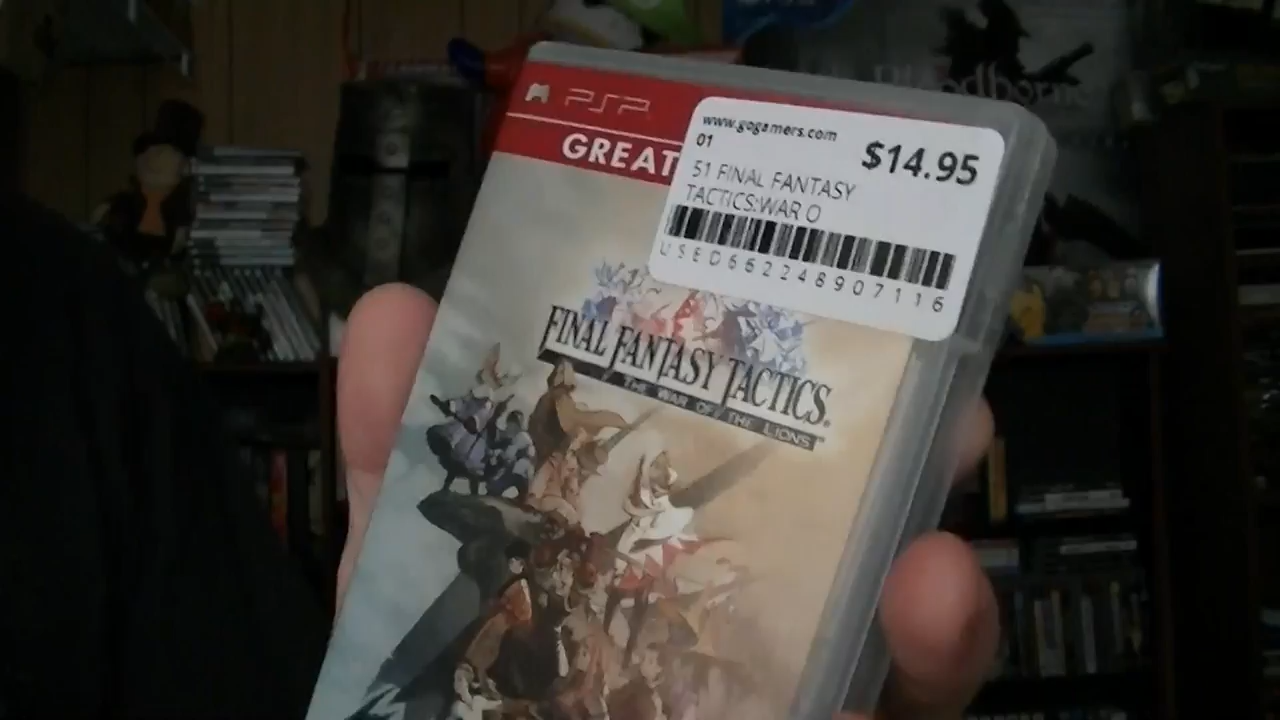 PSP
GREAT
www.gogamers.com
01
$14.95
51 FINAL FANTASY
TACTICS:WAR O
USED662248907116
FINAL FANTASY TACTICS.
THE WAR OF THE LIONS
Bloodborne